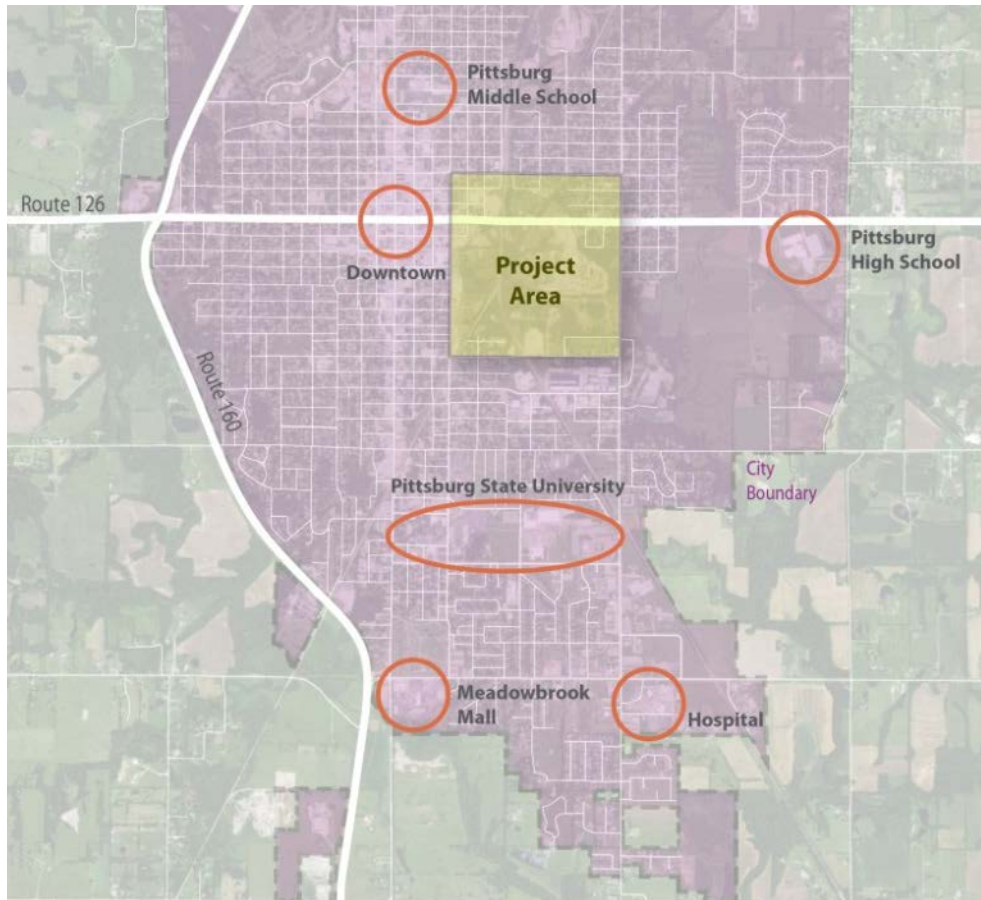 Pittsburg
Middle School
Route 126
Downtown
Project
Area
Pittsburg
High School
Route 160
City
Boundary
Pittsburg State University
Meadowbrook
Mall
Hospital